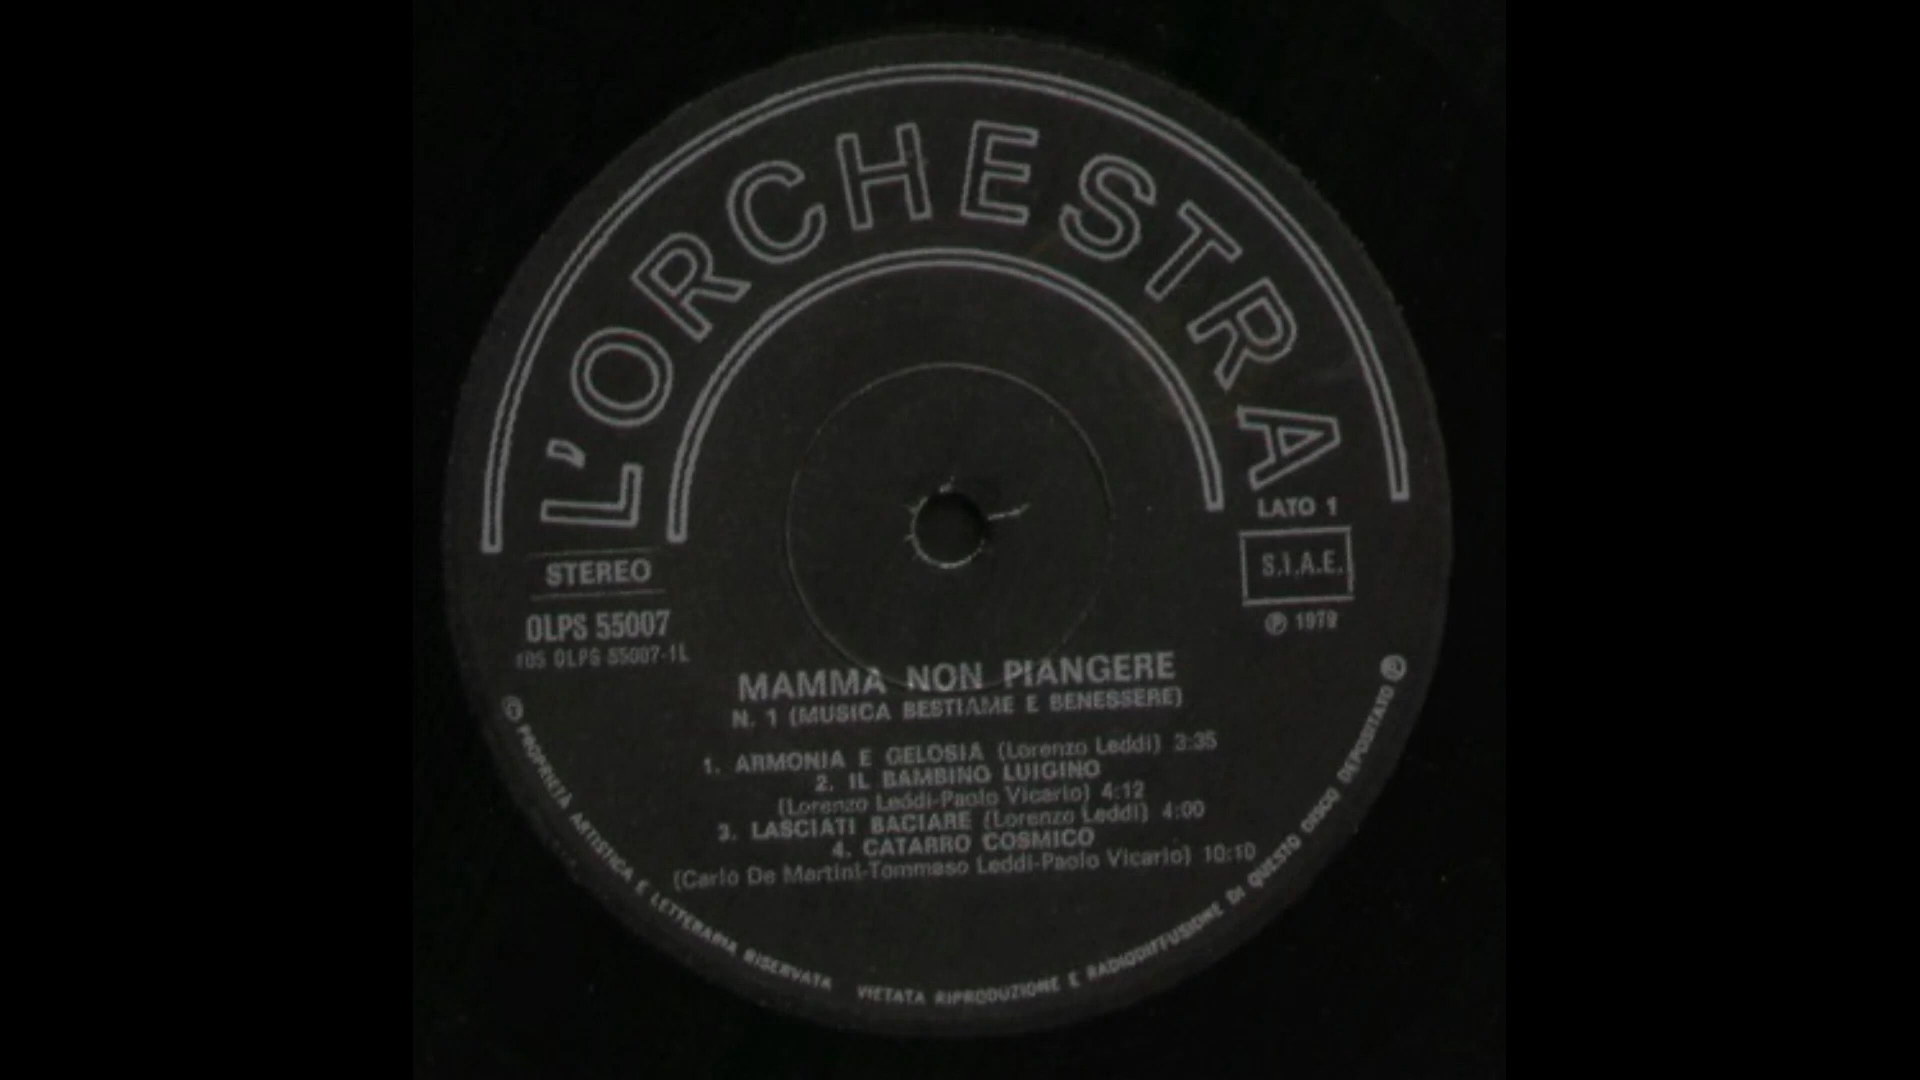 L'ORCHESTRA
LATO 1
S.I.A.E.
Ⓟ 1979
STEREO
OLPS 55007
OLPS 55007-1L
MAMMA NON PIANGERE
N. 1 (MUSICA BESTIAME E BENESSERE)
1. ARMONIA E GELOSIA (Lorenzo Leddi) 3:35
2. IL BAMBINO LUIGINO
(Lorenzo Leddi-Paolo Vicario) 4:12
3. LASCIATI BACIARE (Lorenzo Leddi) 4:00
4. CATARRO COSMICO
(Carlo De Martini-Tommaso Leddi-Paolo Vicario) 10:10
© PROPRIETÀ ARTISTICA E LETTERARIA RISERVATA VIETATA RIPRODUZIONE E RADIODIFFUSIONE DI QUESTO DISCO DEPOSITATO ®